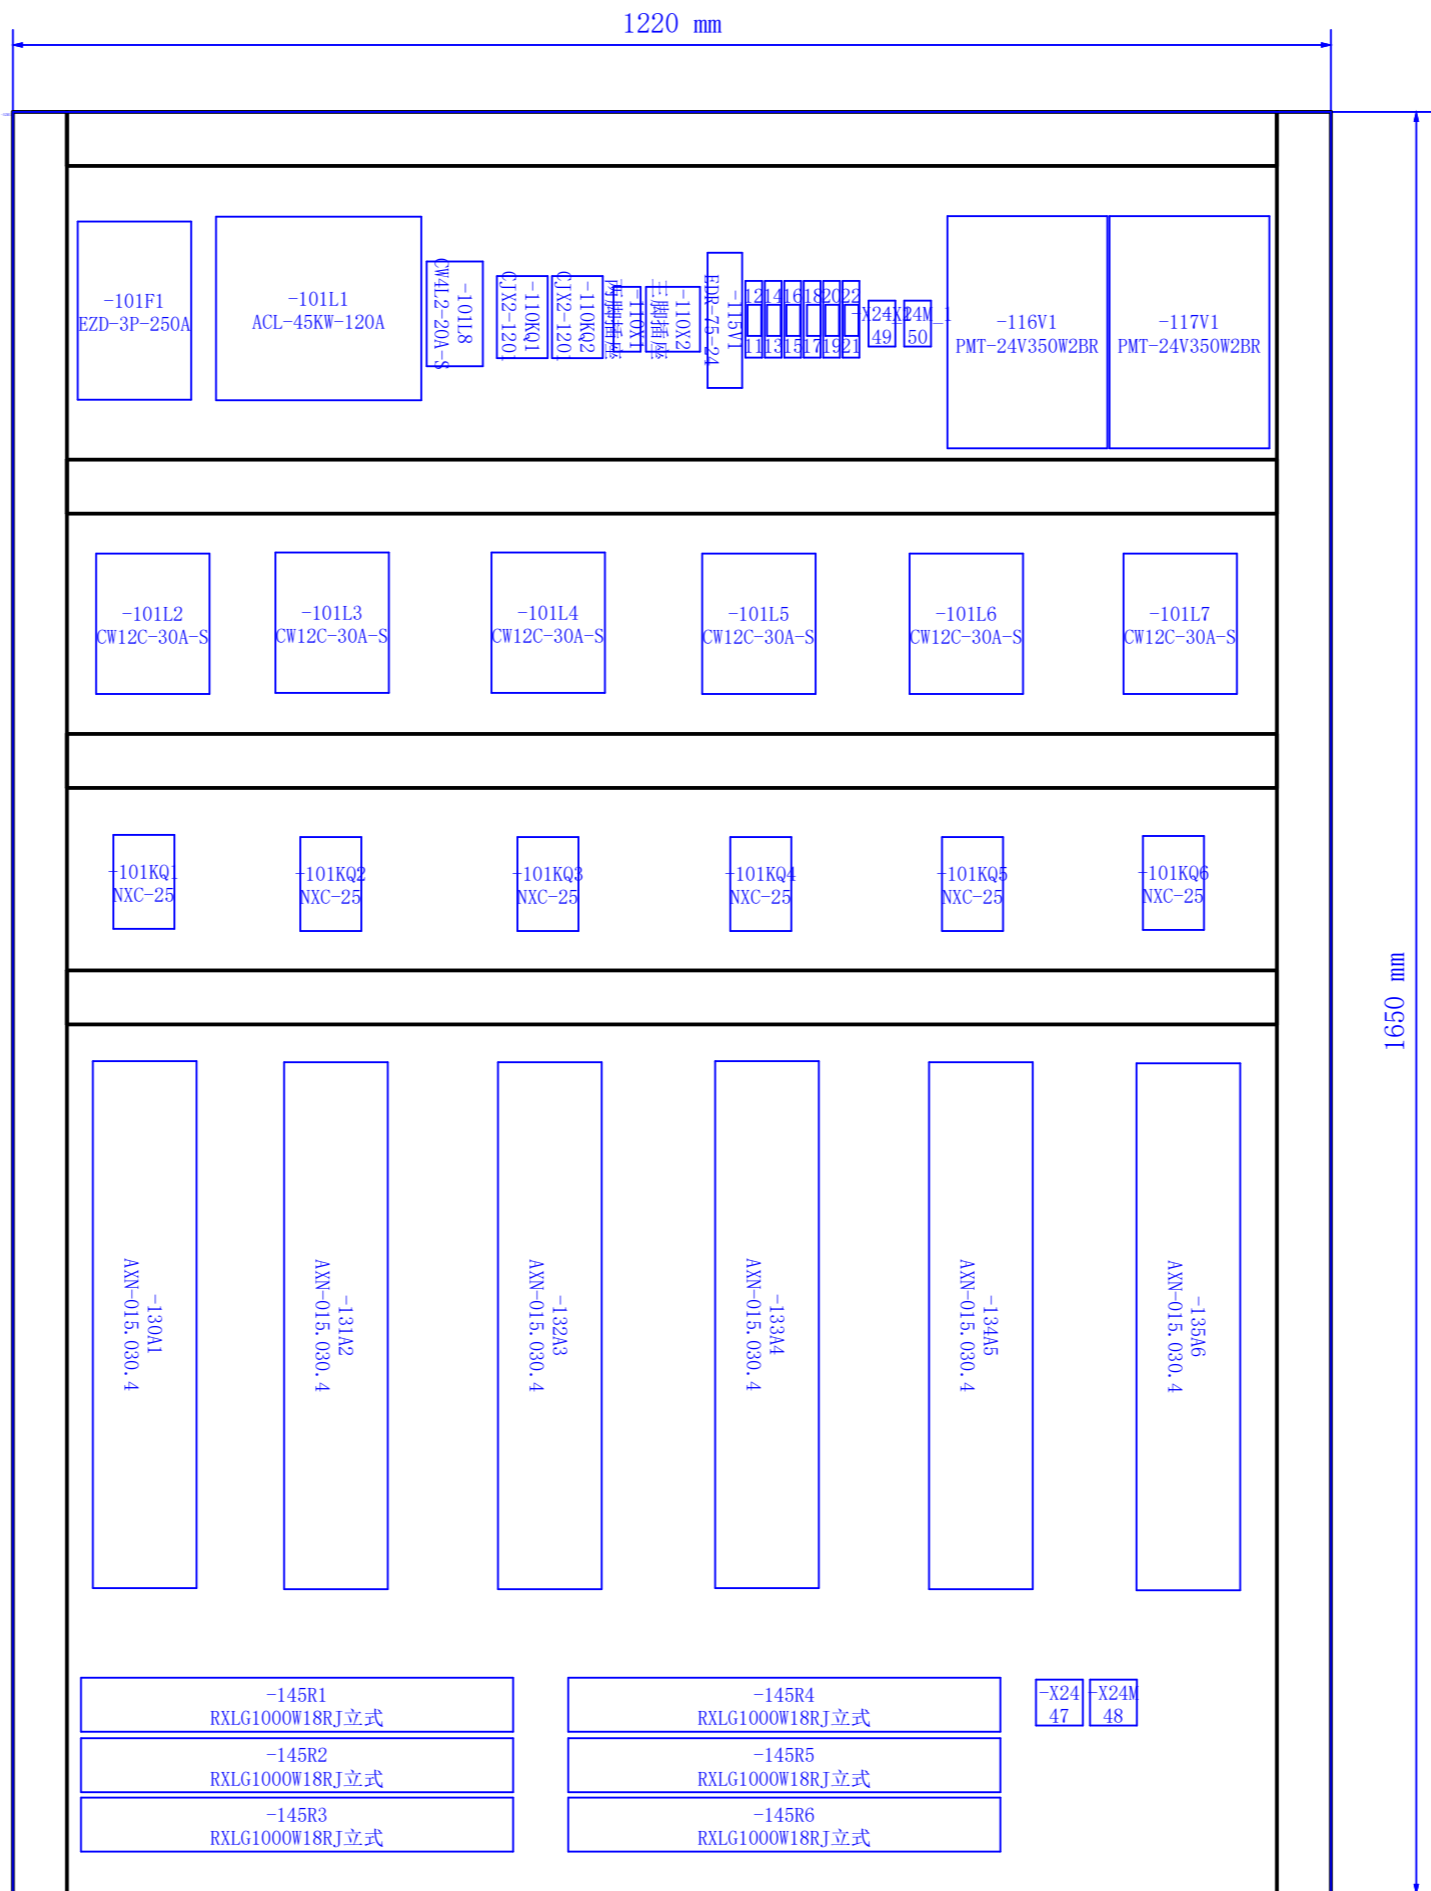 1220 mm
-101F1
EZD-3P-250A
-101L1
ACL-45KW-120A
-101L8
CW4L2-20A-S
-110KQ1
CJX2-1201
-110KQ2
CJX2-1201
-110X1
两脚插座
-110X2
三脚插座
-115V1
EDR-75-24
12 14 16 18 20 22
11 13 15 17 19 21
49
50
-116V1
PMT-24V350W2BR
-117V1
PMT-24V350W2BR
-101L2
CW12C-30A-S
-101L3
CW12C-30A-S
-101L4
CW12C-30A-S
-101L5
CW12C-30A-S
-101L6
CW12C-30A-S
-101L7
CW12C-30A-S
-101KQ1
NXC-25
-101KQ2
NXC-25
-101KQ3
NXC-25
-101KQ4
NXC-25
-101KQ5
NXC-25
-101KQ6
NXC-25
1650 mm
-130A1
AXN-015.030.4
-131A2
AXN-015.030.4
-132A3
AXN-015.030.4
-133A4
AXN-015.030.4
-134A5
AXN-015.030.4
-135A6
AXN-015.030.4
-145R1
RXLG1000W18RJ立式
-145R4
RXLG1000W18RJ立式
-X24
47
-X24M
48
-145R2
RXLG1000W18RJ立式
-145R5
RXLG1000W18RJ立式
-145R3
RXLG1000W18RJ立式
-145R6
RXLG1000W18RJ立式